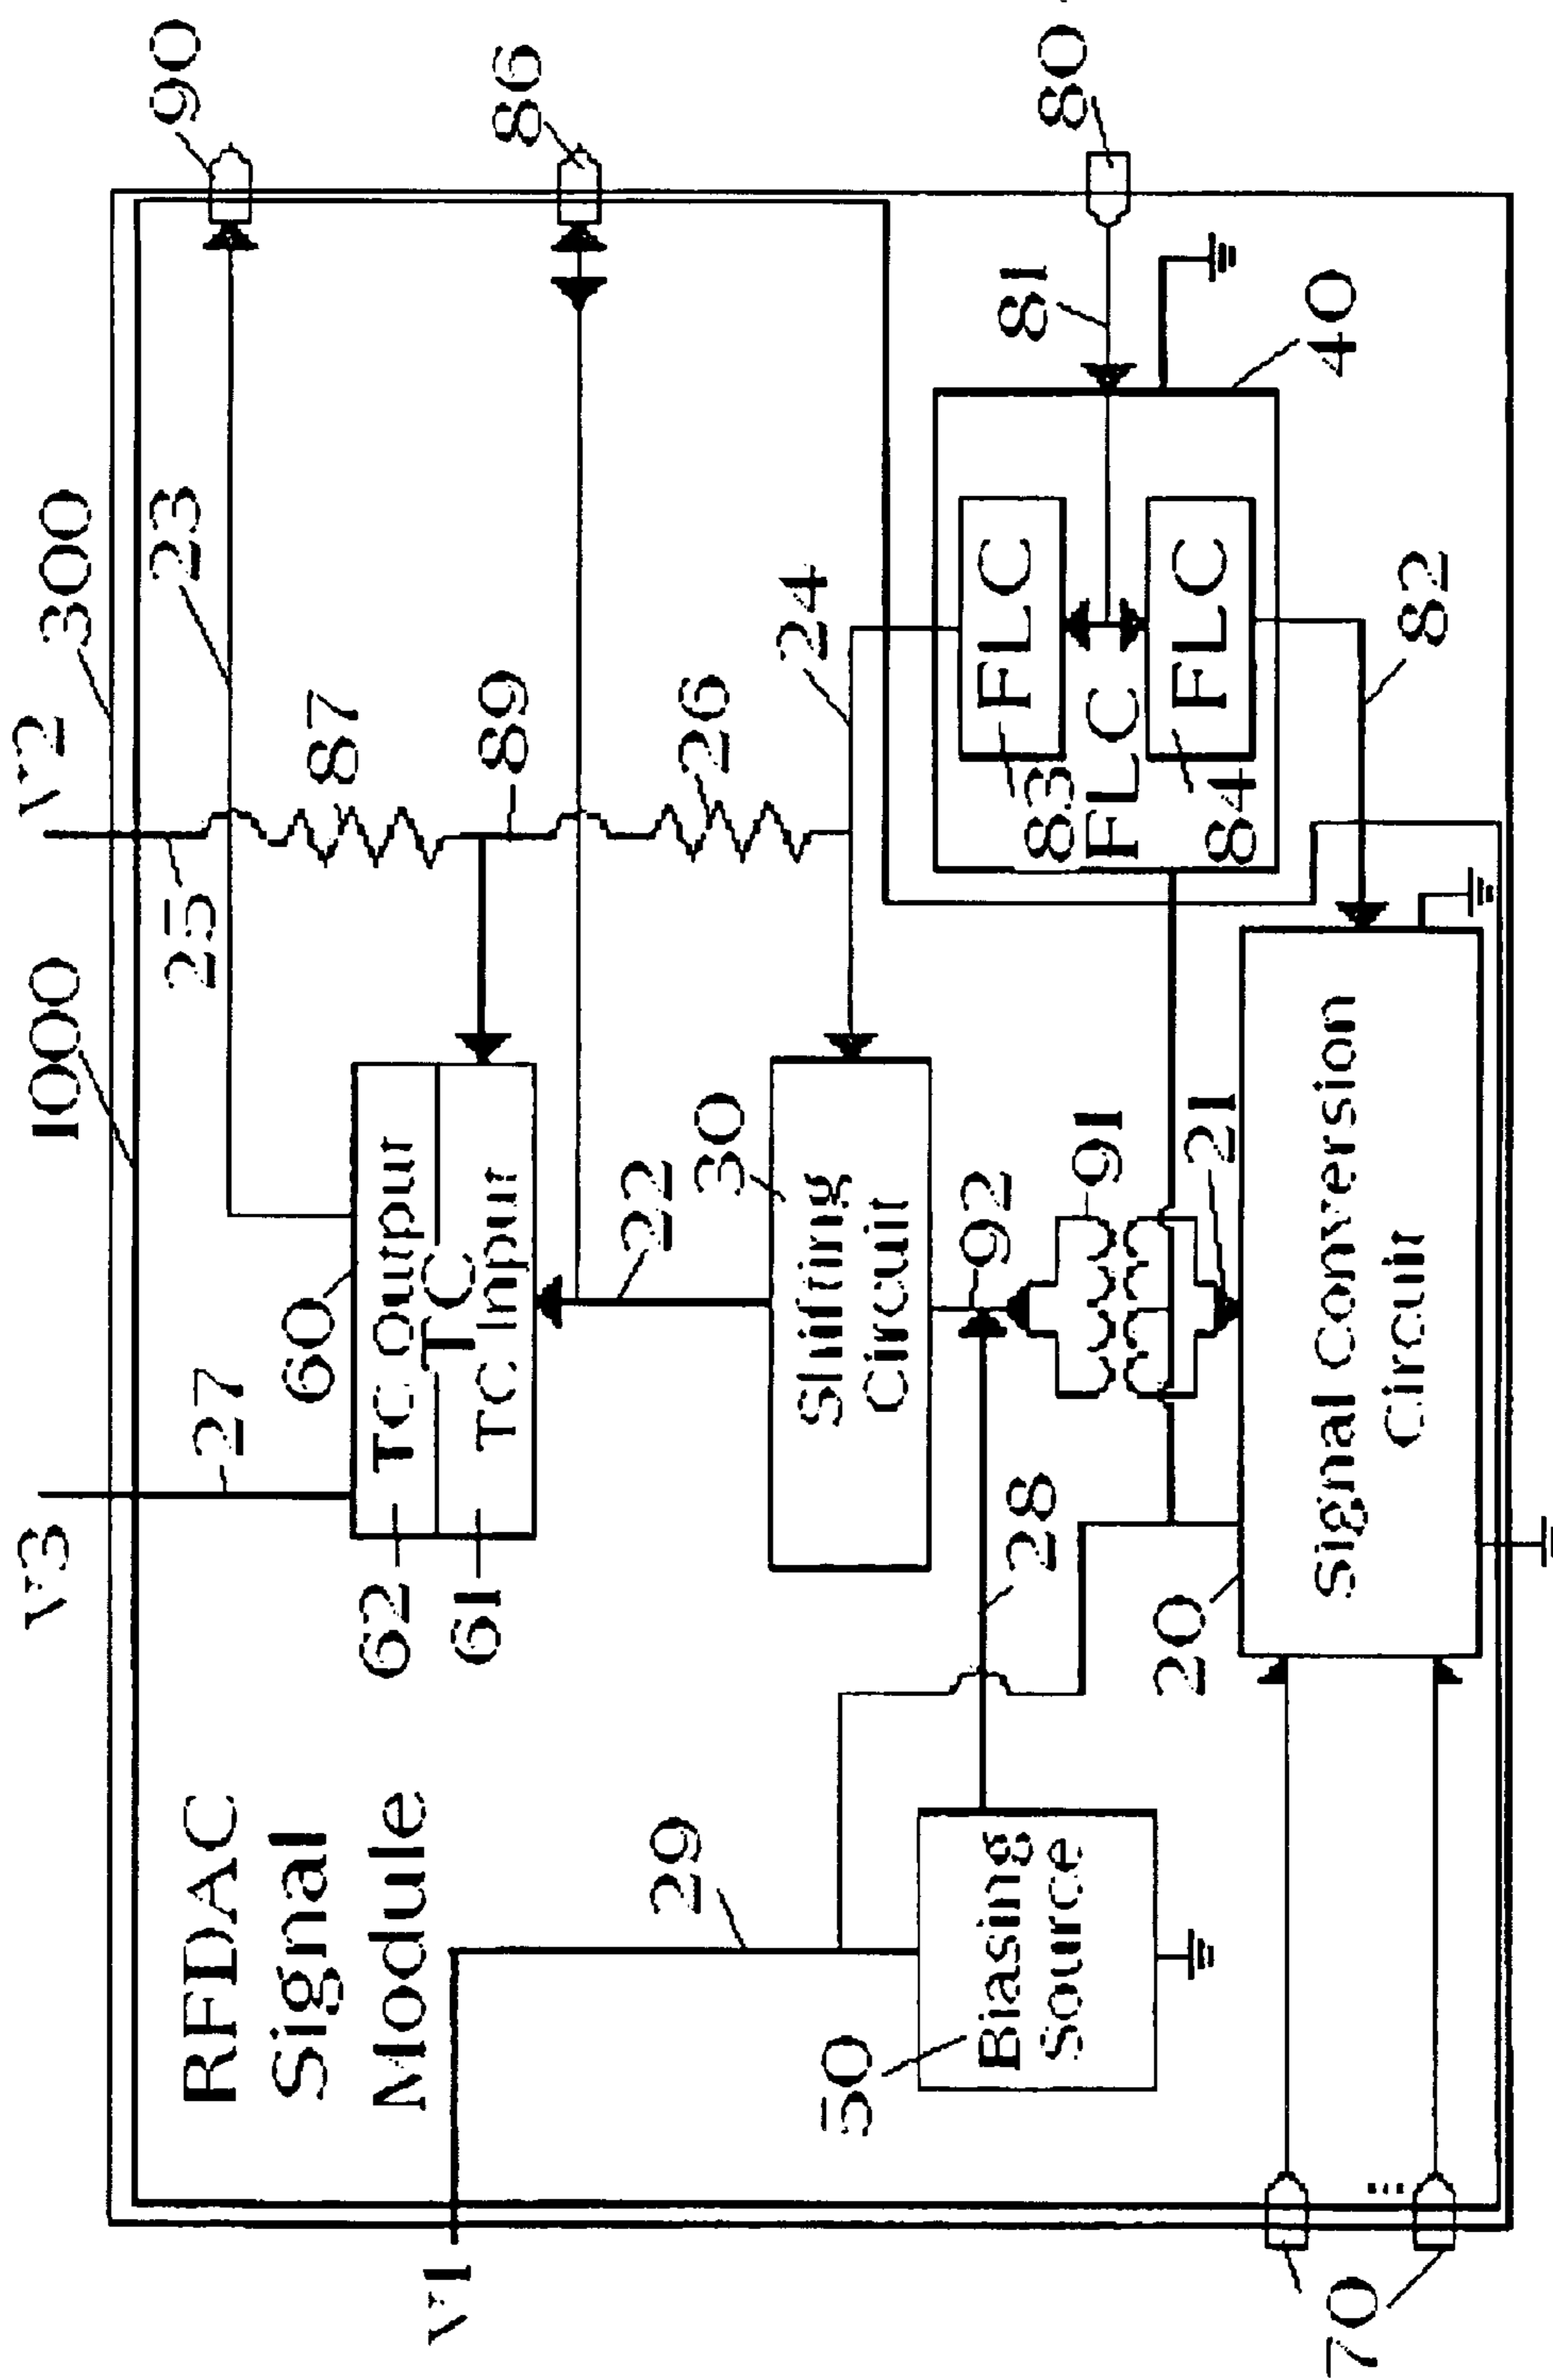 V3
V2
1000
300
27
25
23
90
RFDAC
Signal
Module
62
60
TC Output
TC
61
TC Input
87
89
86
V1
22
26
29
30
Shifting
Circuit
24
50
Biasing
Source
28
92
91
83
FLC
FLC
84
FLC
81
80
40
21
20
Signal Conversion
Circuit
82
70